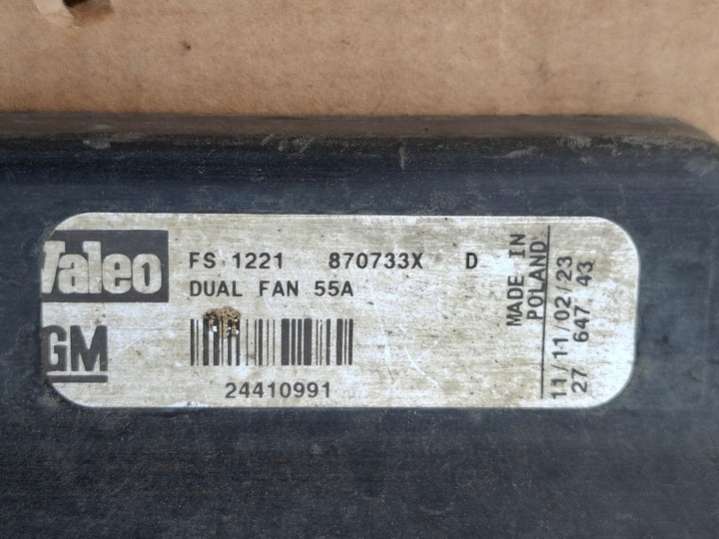 Valeo
FS 1221 870733X D
DUAL FAN 55A
GM
24410991
MADE IN
POLAND
11/11/02/23
27 647 43